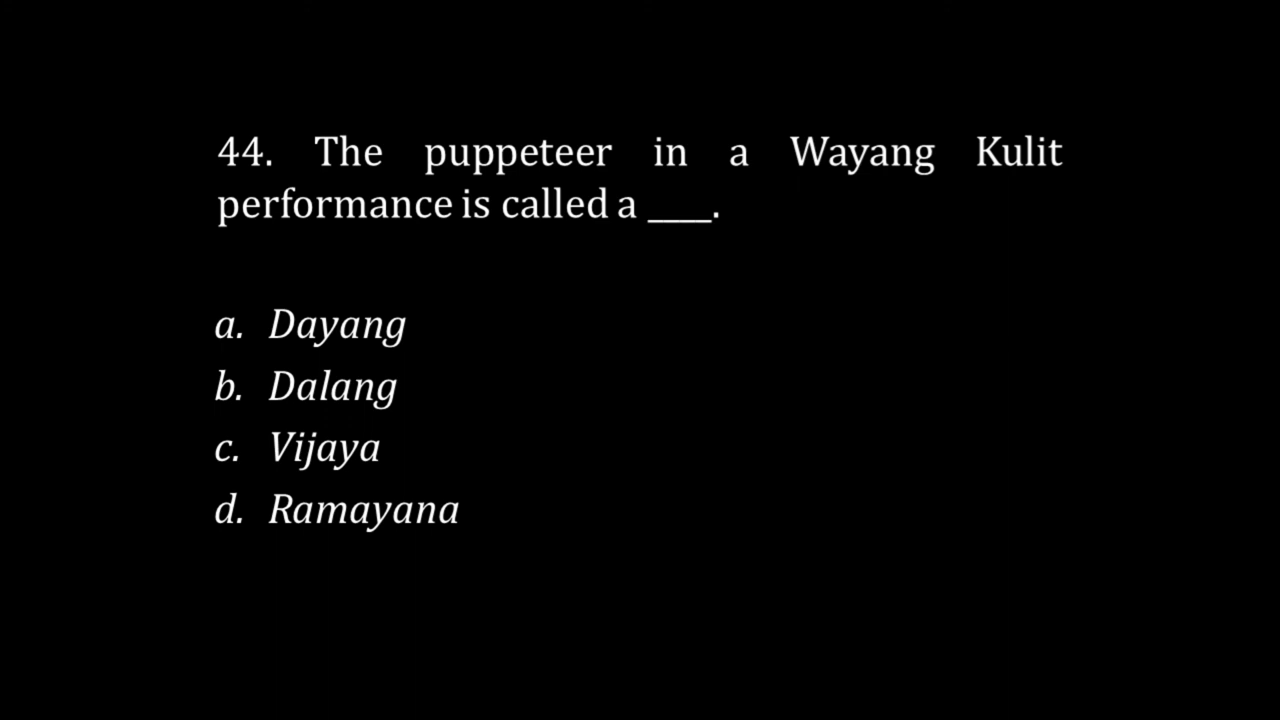 44. The puppeteer in a Wayang Kulit
performance is called a ____.
a. Dayang
b. Dalang
c. Vijaya
d. Ramayana